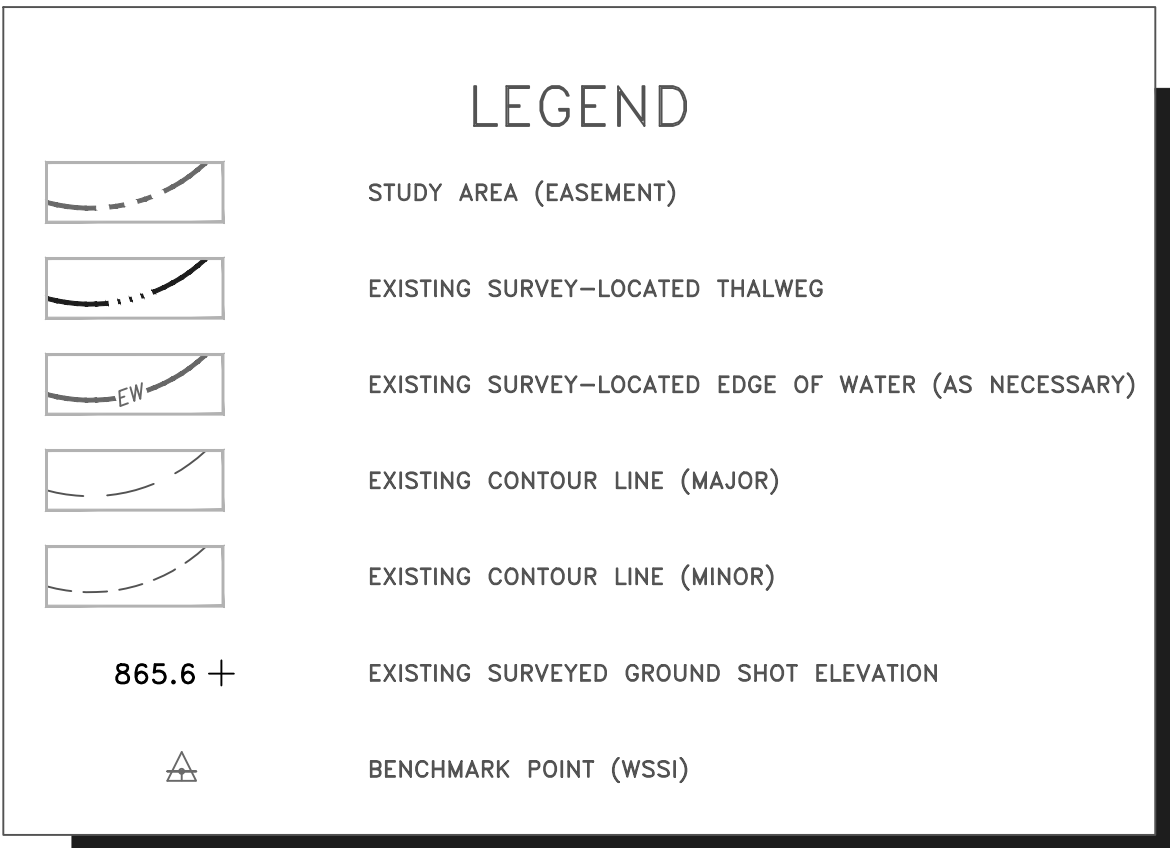 LEGEND
STUDY AREA (EASEMENT)
EXISTING SURVEY–LOCATED THALWEG
EW EXISTING SURVEY–LOCATED EDGE OF WATER (AS NECESSARY)
EXISTING CONTOUR LINE (MAJOR)
EXISTING CONTOUR LINE (MINOR)
865.6 + EXISTING SURVEYED GROUND SHOT ELEVATION
BENCHMARK POINT (WSSI)